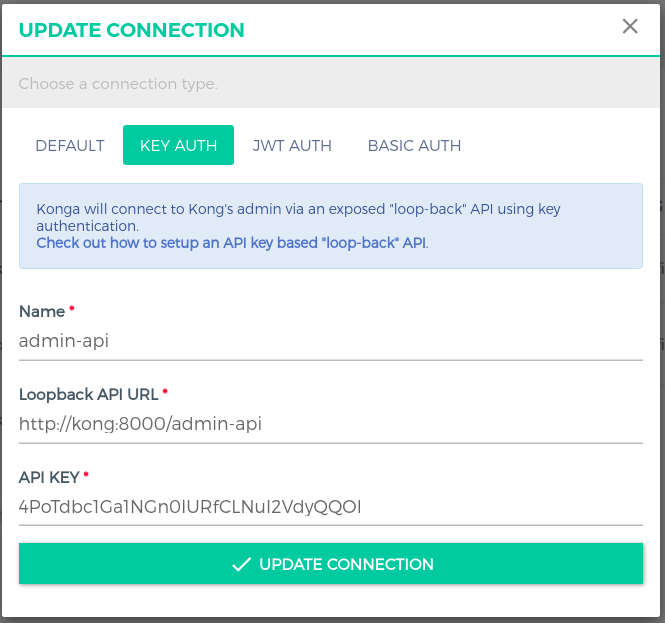 UPDATE CONNECTION
Choose a connection type.
DEFAULT KEY AUTH JWT AUTH BASIC AUTH
Konga will connect to Kong's admin via an exposed "loop-back" API using key
authentication.
Check out how to setup an API key based "loop-back" API.
Name *
admin-api
Loopback API URL *
http://kong:8000/admin-api
API KEY *
4PoTdbc1Ga1NGn0IURfCLNuI2VdyQQOI
UPDATE CONNECTION